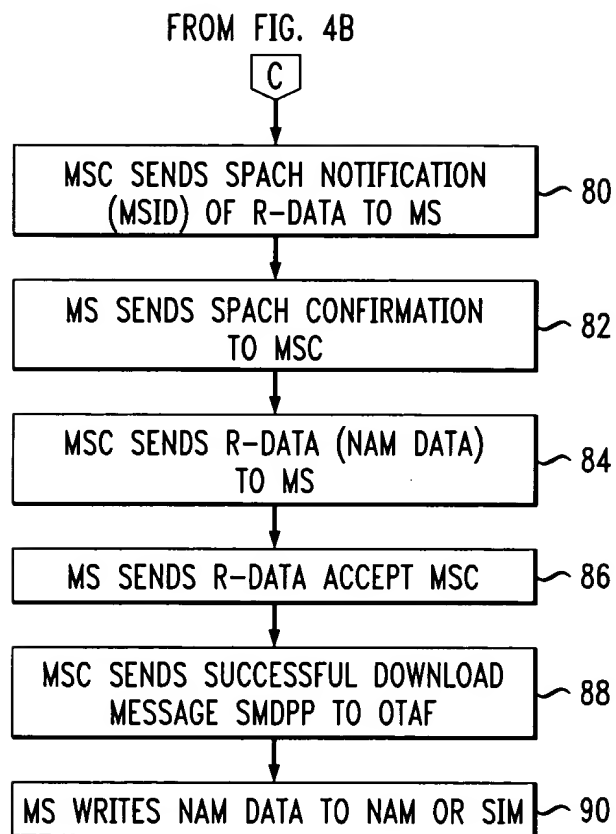 FROM FIG. 4B
C
MSC SENDS SPACH NOTIFICATION
(MSID) OF R-DATA TO MS
80
MS SENDS SPACH CONFIRMATION
TO MSC
82
MSC SENDS R-DATA (NAM DATA)
TO MS
84
MS SENDS R-DATA ACCEPT MSC
86
MSC SENDS SUCCESSFUL DOWNLOAD
MESSAGE SMDPP TO OTAF
88
MS WRITES NAM DATA TO NAM OR SIM
90